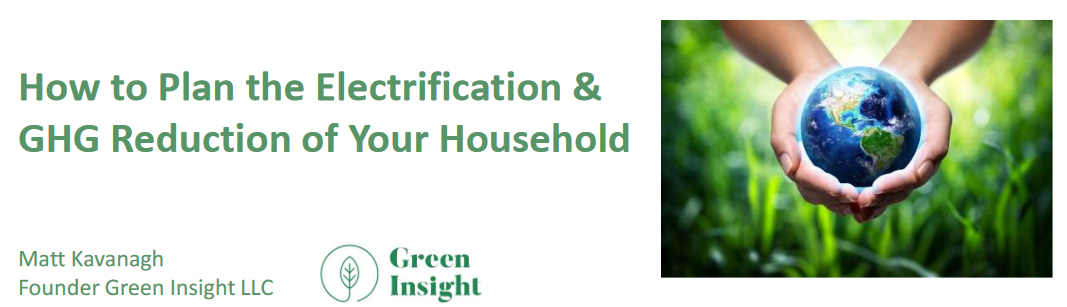 How to Plan the Electrification &
GHG Reduction of Your Household
Matt Kavanagh
Founder Green Insight LLC
Green
Insight